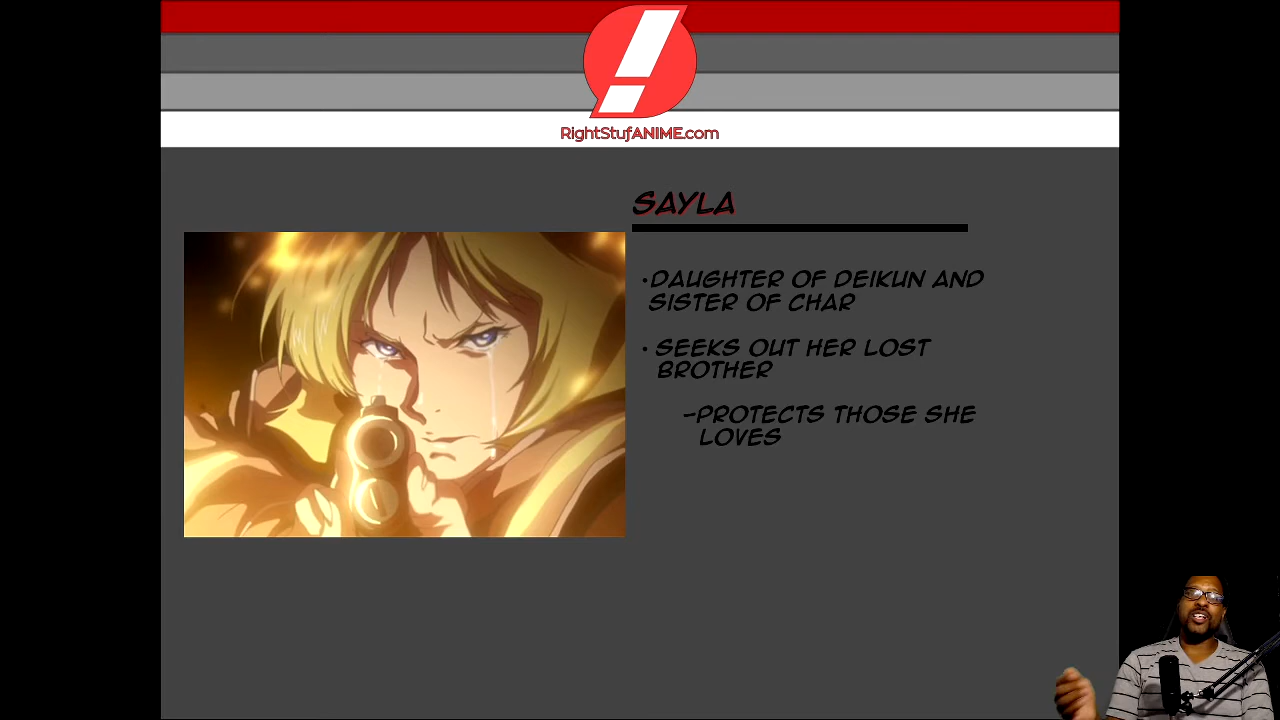 RightStufANIME.com
SAYLA
•DAUGHTER OF DEIKUN AND
SISTER OF CHAR
• SEEKS OUT HER LOST
BROTHER
-PROTECTS THOSE SHE
LOVES